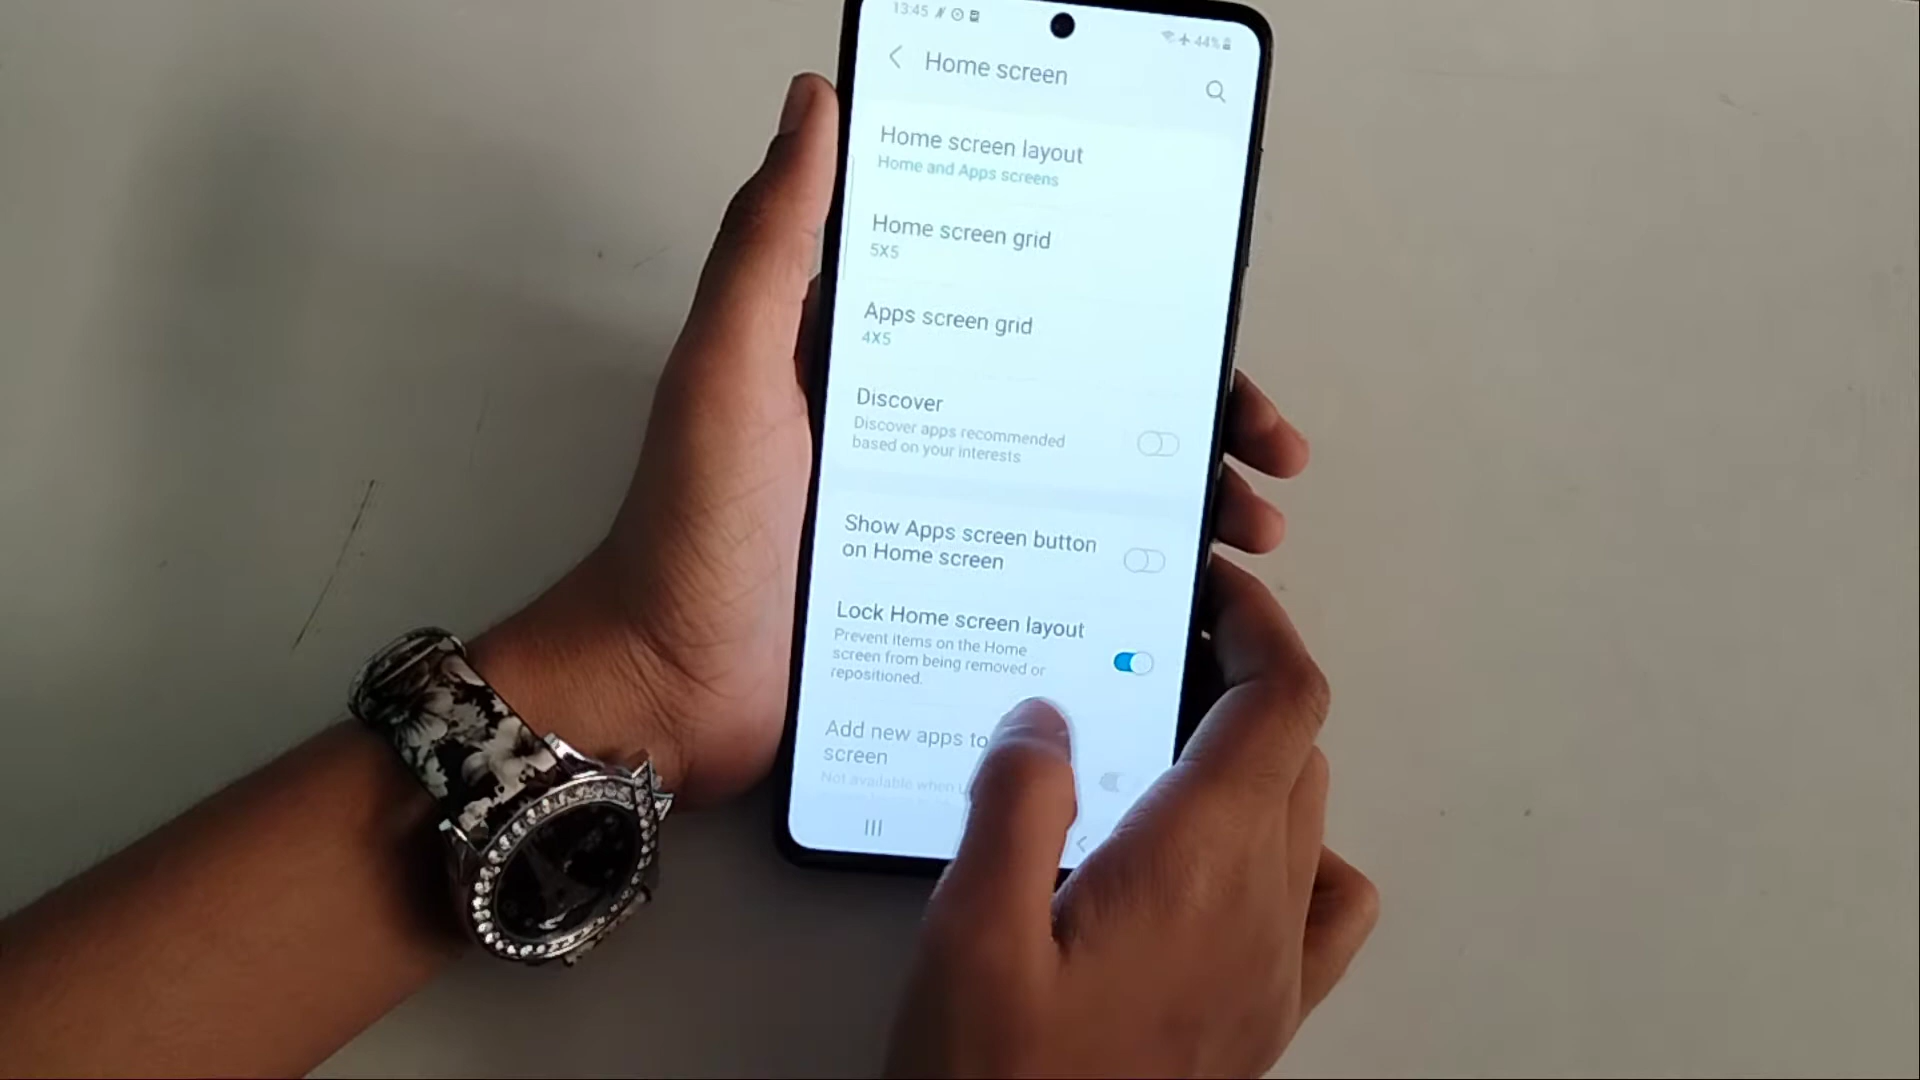 13:45
44%
Home screen
Home screen layout
Home and Apps screens
Home screen grid
5X5
Apps screen grid
4X5
Discover
Discover apps recommended
based on your interests
Show Apps screen button
on Home screen
Lock Home screen layout
Prevent items on the Home
screen from being removed or
repositioned.
Add new apps to
screen
Not available when